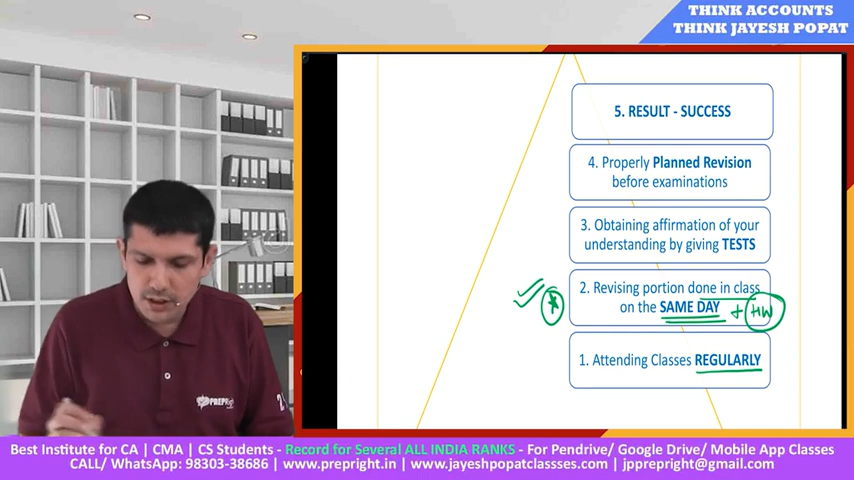 THINK ACCOUNTS
THINK JAYESH POPAT
5. RESULT - SUCCESS
4. Properly Planned Revision
before examinations
3. Obtaining affirmation of your
understanding by giving TESTS
2. Revising portion done in class
on the SAME DAY + HW
1. Attending Classes REGULARLY
PREPRight
Best Institute for CA | CMA | CS Students - Record for Several ALL INDIA RANKS - For Pendrive/ Google Drive/ Mobile App Classes
CALL/ WhatsApp: 98303-38686 | www.prepright.in | www.jayeshpopatclassses.com | jpprepright@gmail.com